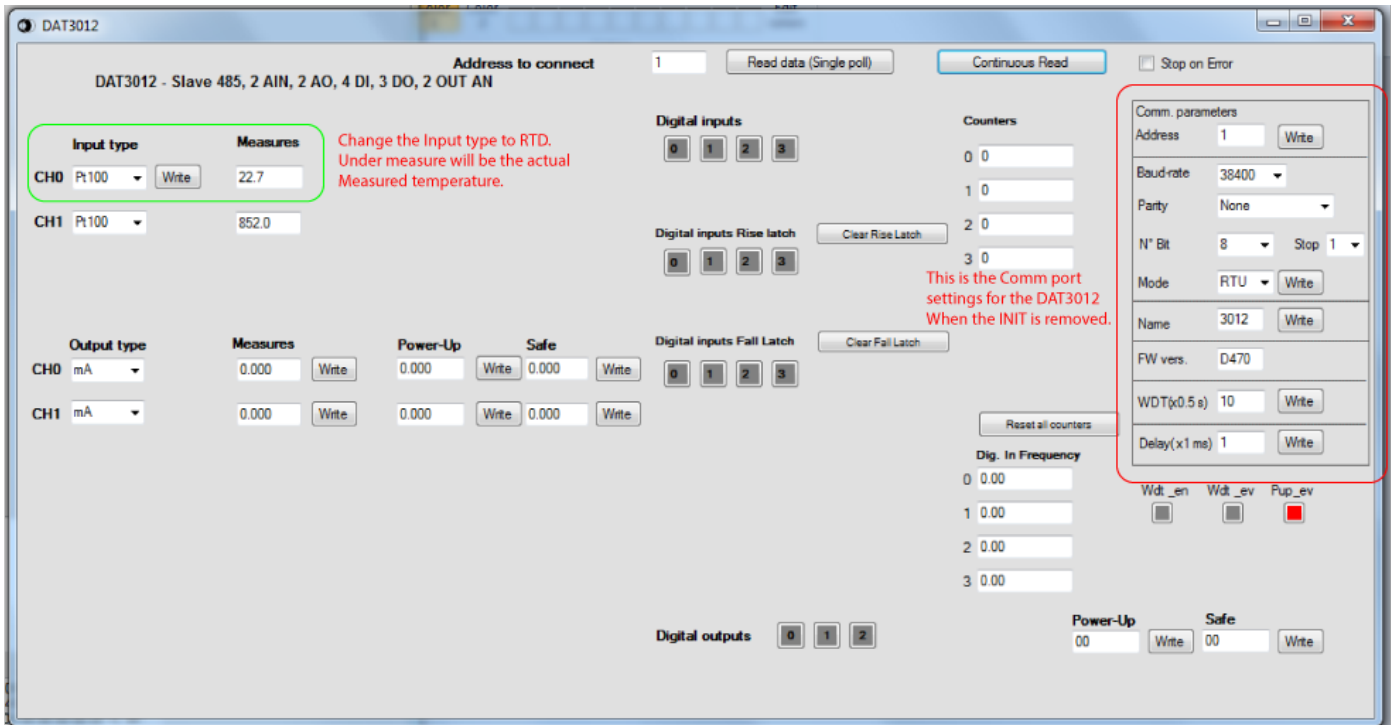 DAT3012
Address to connect 1 Read data (Single poll) Continuous Read Stop on Error
DAT3012 - Slave 485, 2 AIN, 2 AO, 4 DI, 3 DO, 2 OUT AN
Input type Measures
CH0 Pt100 Write 22.7
CH1 Pt100 852.0
Change the Input type to RTD.
Under measure will be the actual
Measured temperature.
Output type Measures Power-Up Safe
CH0 mA 0.000 Write 0.000 Write 0.000 Write
CH1 mA 0.000 Write 0.000 Write 0.000 Write
Digital inputs
0 1 2 3
Digital inputs Rise latch Clear Rise Latch
0 1 2 3
Digital inputs Fall Latch Clear Fall Latch
0 1 2 3
Counters
0 0
1 0
2 0
3 0
This is the Comm port
settings for the DAT3012
When the INIT is removed.
Reset all counters
Dig. In Frequency
0 0.00
1 0.00
2 0.00
3 0.00
Comm. parameters
Address 1 Write
Baud-rate 38400
Parity None
N° Bit 8 Stop 1
Mode RTU Write
Name 3012 Write
FW vers. D470
WDT(x0.5 s) 10 Write
Delay(x1 ms) 1 Write
Wdt_en Wdt_ev Pup_ev
Digital outputs 0 1 2
Power-Up Safe
00 Write 00 Write